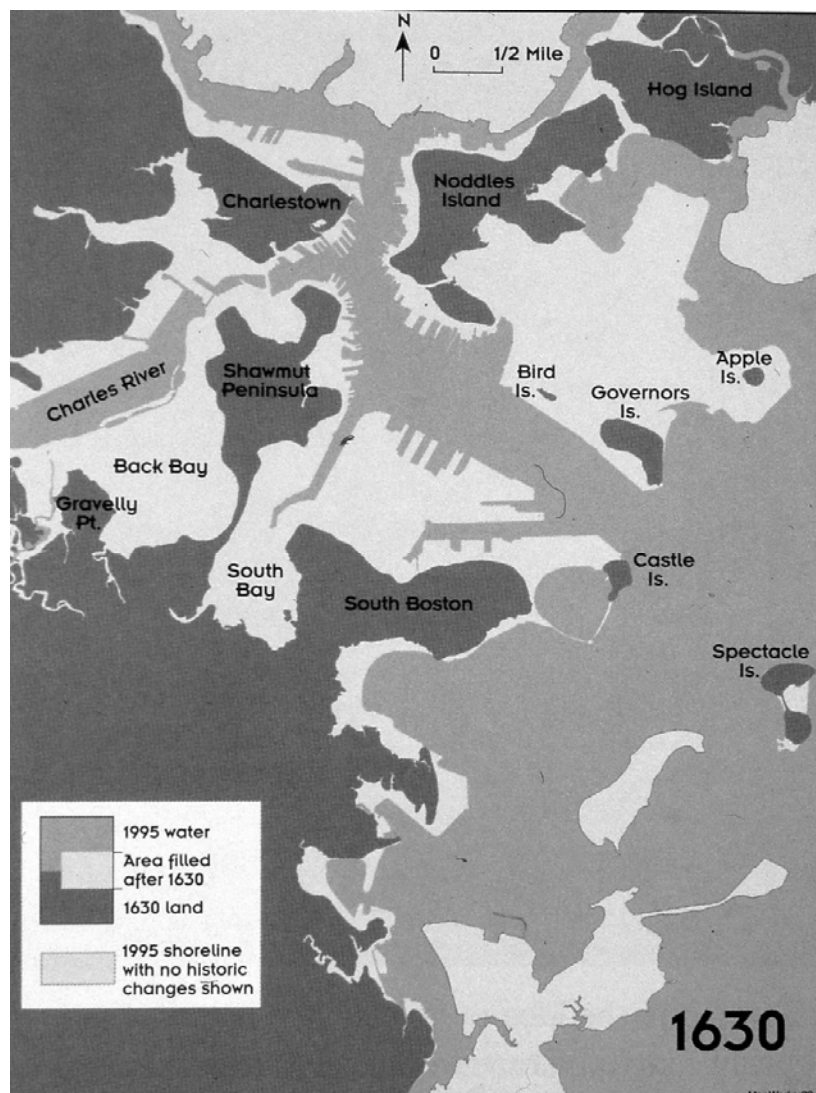 N
0 1/2 Mile
Hog Island
Charlestown
Noddles
Island
Shawmut
Peninsula
Charles River
Bird
Is.
Apple
Is.
Governors
Is.
Back Bay
Gravelly
Pt.
South
Bay
South Boston
Castle
Is.
Spectacle
Is.
1995 water
Area filled
after 1630
1630 land
1995 shoreline
with no historic
changes shown
1630